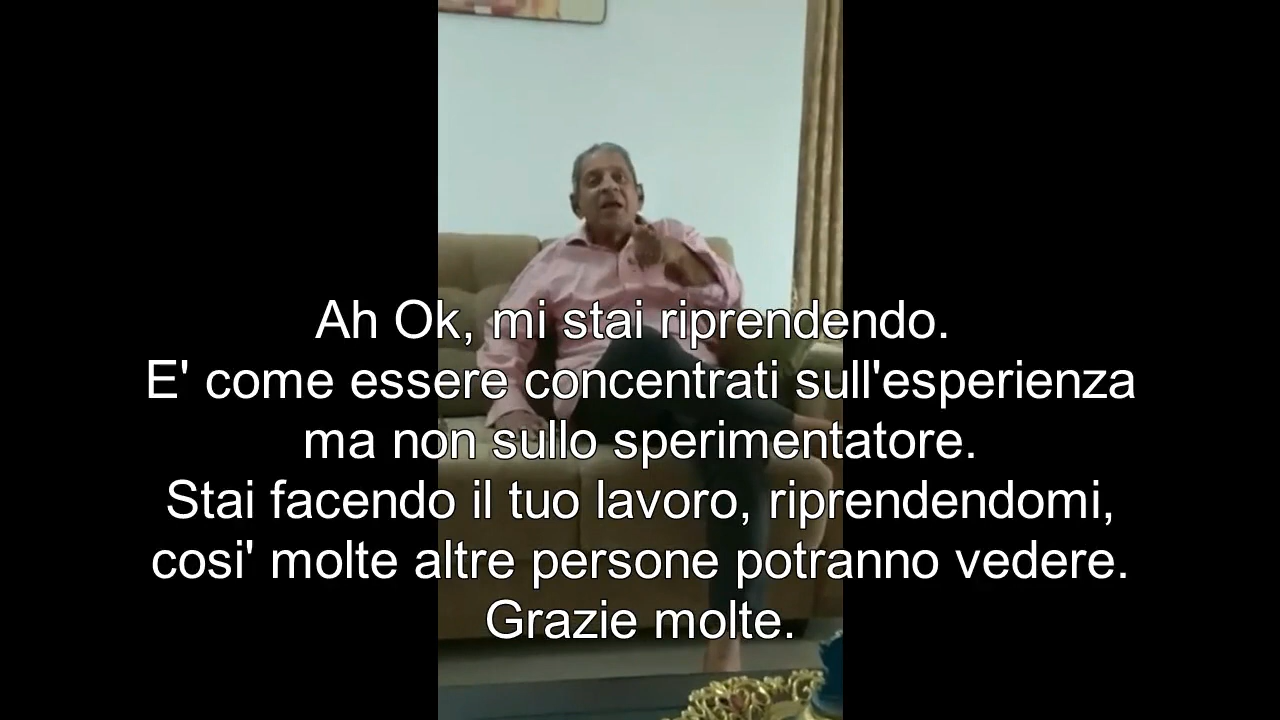 Ah Ok, mi stai riprendendo.
E' come essere concentrati sull'esperienza
ma non sullo sperimentatore.
Stai facendo il tuo lavoro, riprendendomi,
cosi' molte altre persone potranno vedere.
Grazie molte.